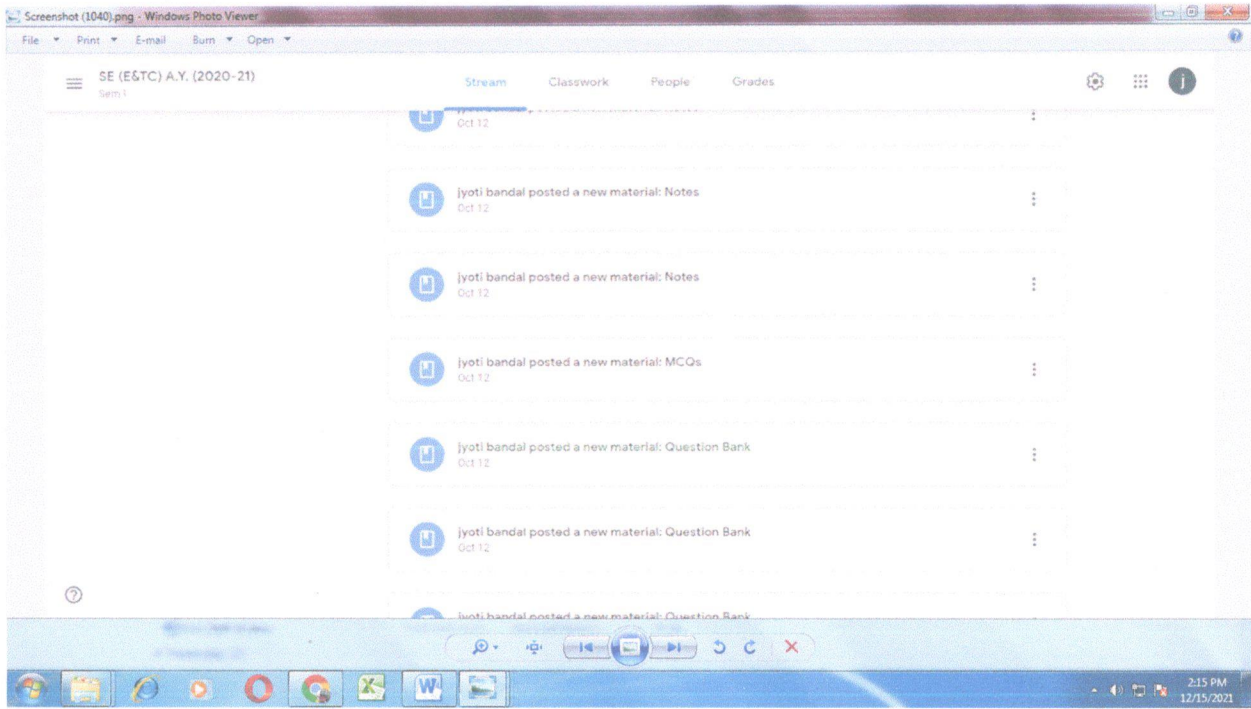 Screenshot (1040).png - Windows Photo Viewer
File Print E-mail Burn Open
SE (E&TC) A.Y. (2020-21)
Sem I
Stream Classwork People Grades
j
Oct 12
jyoti bandal posted a new material: Notes
Oct 12
jyoti bandal posted a new material: Notes
Oct 12
jyoti bandal posted a new material: MCQs
Oct 12
jyoti bandal posted a new material: Question Bank
Oct 12
jyoti bandal posted a new material: Question Bank
Oct 12
jyoti bandal posted a new material: Question Bank
2:15 PM
12/15/2021